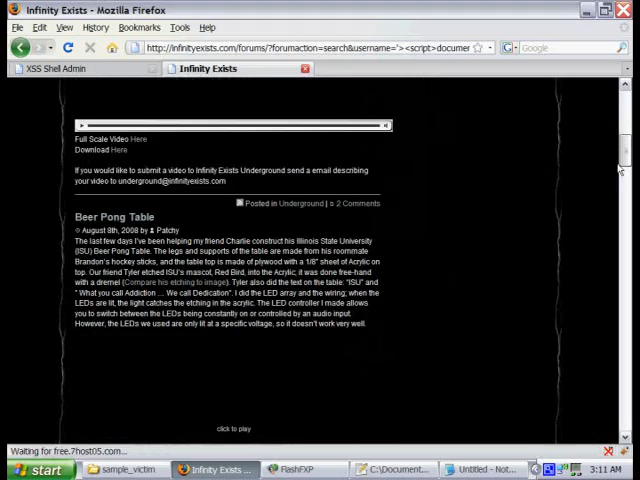 Infinity Exists - Mozilla Firefox
File Edit View History Bookmarks Tools Help
http://infinityexists.com/forums/?forumaction=search&username='><script>documer
Google
XSS Shell Admin
Infinity Exists
Full Scale Video Here
Download Here
If you would like to submit a video to Infinity Exists Underground send a email describing
your video to underground@infinityexists.com
Posted in Underground | 2 Comments
Beer Pong Table
August 8th, 2008 by Patchy
The last few days I've been helping my friend Charlie construct his Illinois State University
(ISU) Beer Pong Table. The legs and supports of the table are made from his roommate
Brandon's hockey sticks, and the table top is made of plywood with a 1/8" sheet of Acrylic on
top. Our friend Tyler etched ISU's mascot, Red Bird, into the Acrylic; it was done free-hand
with a dremel (Compare his etching to image). Tyler also did the text on the table: "ISU" and
" What you call Addiction ... We call Dedication". I did the LED array and the wiring; when the
LEDs are lit, the light catches the etching in the acrylic. The LED controller I made allows
you to switch between the LEDs being constantly on or controlled by an audio input.
However, the LEDs we used are only lit at a specific voltage, so it doesn't work very well.
click to play
Waiting for free.7host05.com...
start
sample_victim
Infinity Exists ...
FlashFXP
C:\Document...
Untitled - Not...
3:11 AM